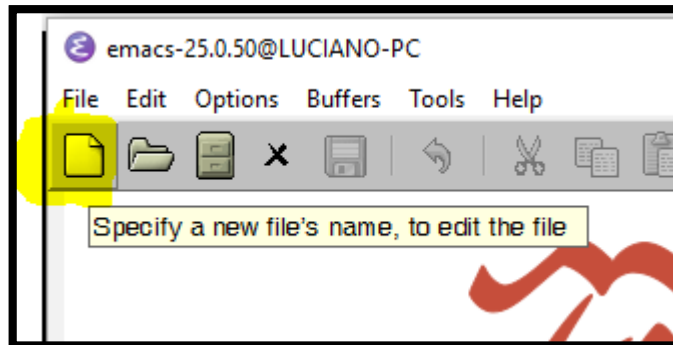 emacs-25.0.50@LUCIANO-PC
File Edit Options Buffers Tools Help
Specify a new file's name, to edit the file